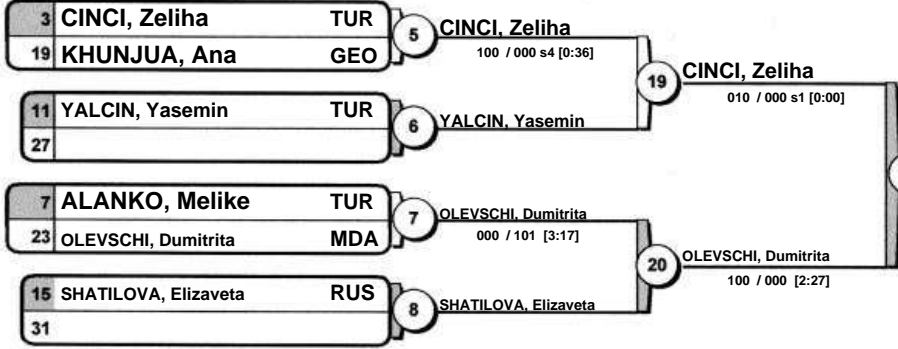 3 CINCI, Zeliha TUR
19 KHUNJUA, Ana GEO
5
CINCI, Zeliha
100 / 000 s4 [0:36]
11 YALCIN, Yasemin TUR
27
6
YALCIN, Yasemin
19
CINCI, Zeliha
010 / 000 s1 [0:00]
7 ALANKO, Melike TUR
23 OLEVSCHI, Dumitrita MDA
7
OLEVSCHI, Dumitrita
000 / 101 [3:17]
15 SHATILOVA, Elizaveta RUS
31
8
SHATILOVA, Elizaveta
20
OLEVSCHI, Dumitrita
100 / 000 [2:27]